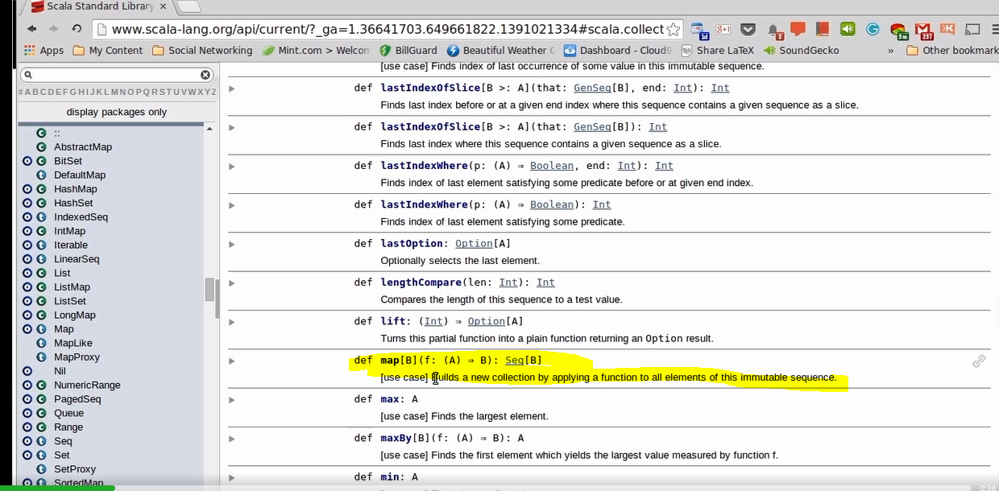 Scala Standard Library
www.scala-lang.org/api/current/?_ga=1.36641703.649661822.1391021334#scala.collect
Apps My Content Social Networking Mint.com > Welcon BillGuard Beautiful Weather Dashboard - Cloud9 Share LaTeX SoundGecko » Other bookmark
[use case] Finds index of last occurrence of some value in this immutable sequence.
#ABCDEFGHIJKLMNOPQRSTUVWXYZ
display packages only
::
AbstractMap
BitSet
DefaultMap
HashMap
HashSet
IndexedSeq
IntMap
Iterable
LinearSeq
List
ListMap
ListSet
LongMap
Map
MapLike
MapProxy
Nil
NumericRange
PagedSeq
Queue
Range
Seq
Set
SetProxy
SortedMap
def lastIndexOfSlice[B >: A](that: GenSeq[B], end: Int): Int
Finds last index before or at a given end index where this sequence contains a given sequence as a slice.
def lastIndexOfSlice[B >: A](that: GenSeq[B]): Int
Finds last index where this sequence contains a given sequence as a slice.
def lastIndexWhere(p: (A) ⇒ Boolean, end: Int): Int
Finds index of last element satisfying some predicate before or at given end index.
def lastIndexWhere(p: (A) ⇒ Boolean): Int
Finds index of last element satisfying some predicate.
def lastOption: Option[A]
Optionally selects the last element.
def lengthCompare(len: Int): Int
Compares the length of this sequence to a test value.
def lift: (Int) ⇒ Option[A]
Turns this partial function into a plain function returning an Option result.
def map[B](f: (A) ⇒ B): Seq[B]
[use case] Builds a new collection by applying a function to all elements of this immutable sequence.
def max: A
[use case] Finds the largest element.
def maxBy[B](f: (A) ⇒ B): A
[use case] Finds the first element which yields the largest value measured by function f.
def min: A